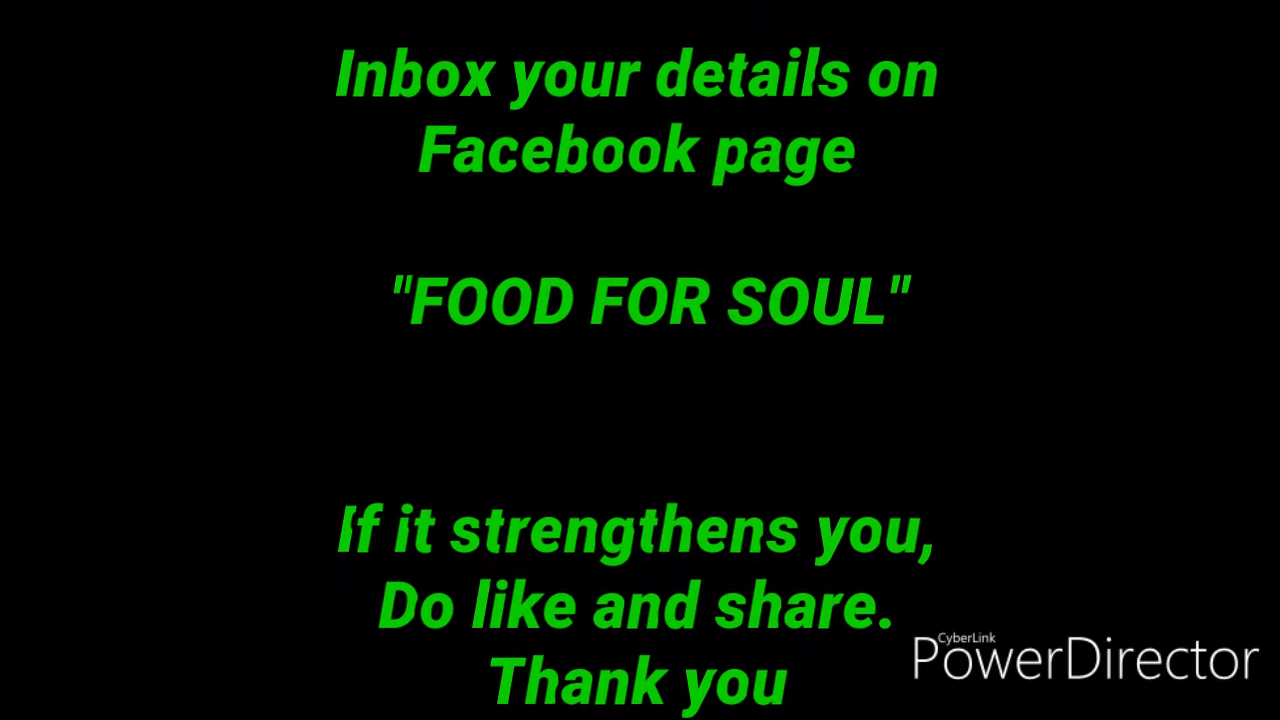 Inbox your details on
Facebook page
"FOOD FOR SOUL"
If it strengthens you,
Do like and share.
Thank you
CyberLink
PowerDirector